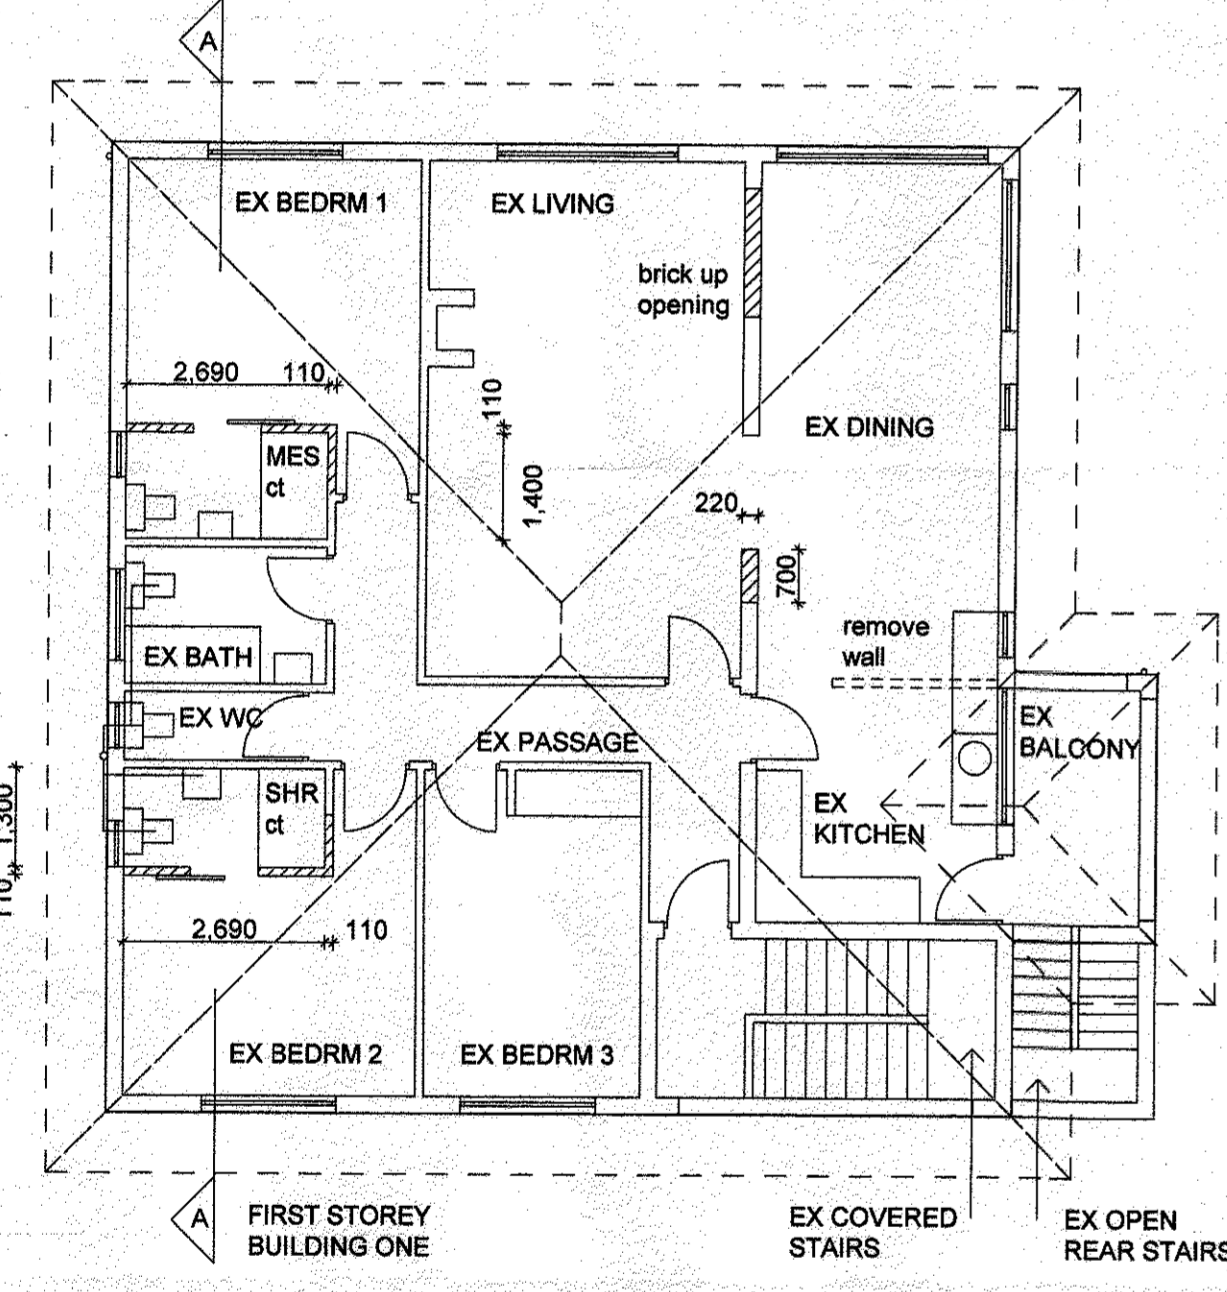 A
EX BEDRM 1
EX LIVING
brick up
opening
2,690
110
110
MES
ct
EX DINING
1,400
220
700
EX BATH
remove
wall
EX WC
EX PASSAGE
EX
BALCONY
SHR
ct
EX
KITCHEN
1,300
110
2,690
110
EX BEDRM 2
EX BEDRM 3
A
FIRST STOREY
BUILDING ONE
EX COVERED
STAIRS
EX OPEN
REAR STAIRS